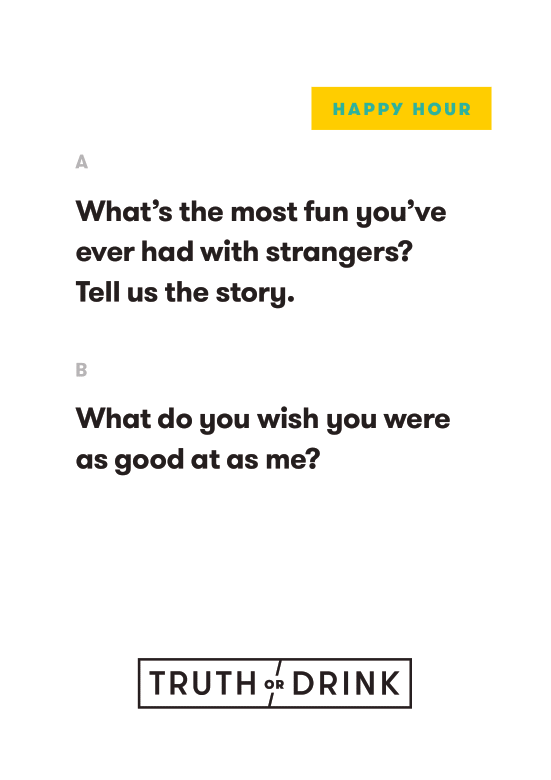 HAPPY HOUR
A
What’s the most fun you’ve
ever had with strangers?
Tell us the story.
B
What do you wish you were
as good at as me?
TRUTH OR DRINK